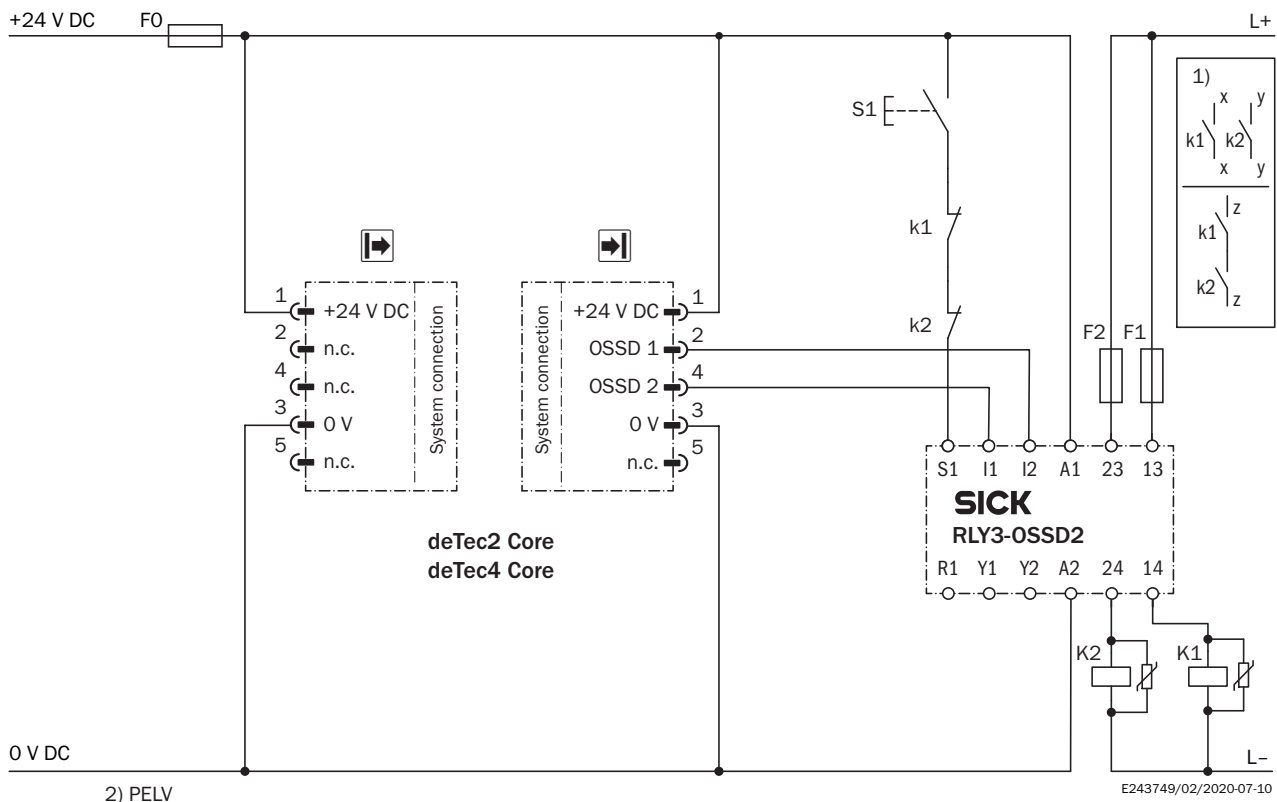 +24 V DC
F0
L+
1)
x
y
k1
k2
x
y
z
k1
k2
z
S1
k1
k2
1
+24 V DC
2
n.c.
4
n.c.
3
0 V
5
n.c.
System connection
System connection
+24 V DC
1
OSSD 1
2
OSSD 2
4
0 V
3
n.c.
5
F2
F1
S1
I1
I2
A1
23
13
SICK
RLY3-OSSD2
R1
Y1
Y2
A2
24
14
deTec2 Core
deTec4 Core
K2
K1
0 V DC
L–
2) PELV
E243749/02/2020-07-10